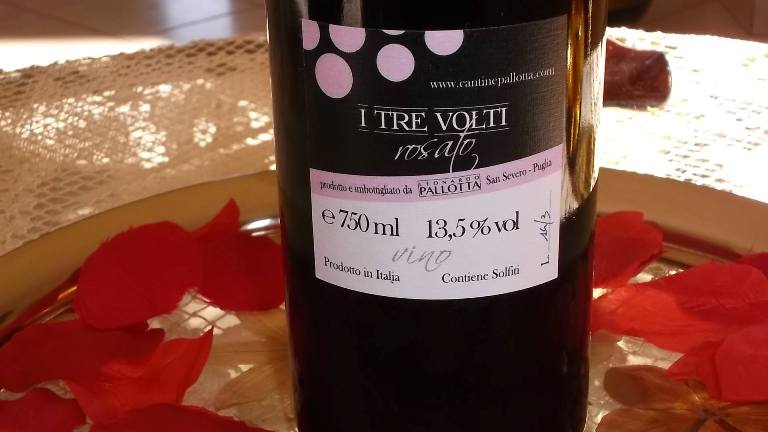 www.cantinepallotta.com
I TRE VOLTI
rosato
prodotto e imbottigliato da LEONARDO PALLOTTA San Severo - Puglia
℮ 750 ml 13,5 % vol
vino
Prodotto in Italia Contiene Solfiti
L.